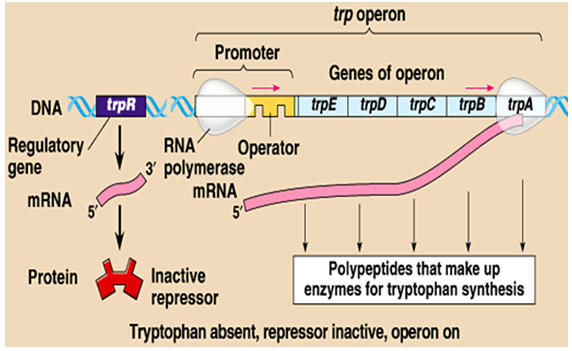 trp operon
Promoter
Genes of operon
DNA
trpR
trpE
trpD
trpC
trpB
trpA
Regulatory
gene
RNA
polymerase
Operator
mRNA
3′
5′
mRNA
5′
Protein
Inactive
repressor
Polypeptides that make up
enzymes for tryptophan synthesis
Tryptophan absent, repressor inactive, operon on